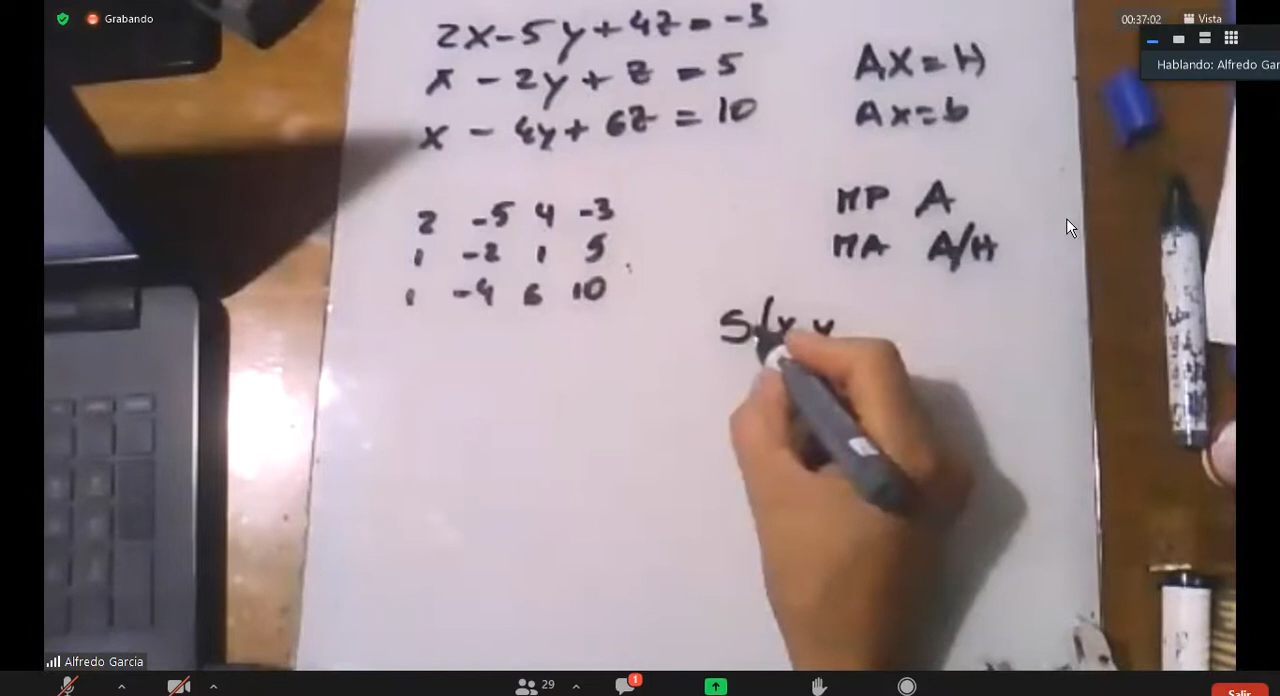 Grabando
00:37:02
Vista
Hablando: Alfredo Gar
2x-5y+4z=-3
x-2y+z=5
x-4y+6z=10
AX=H
Ax=b
MP A
MA A/H
2 -5 4 -3
1 -2 1 5
1 -4 6 10
S(x y
Alfredo Garcia
29
1
Salir